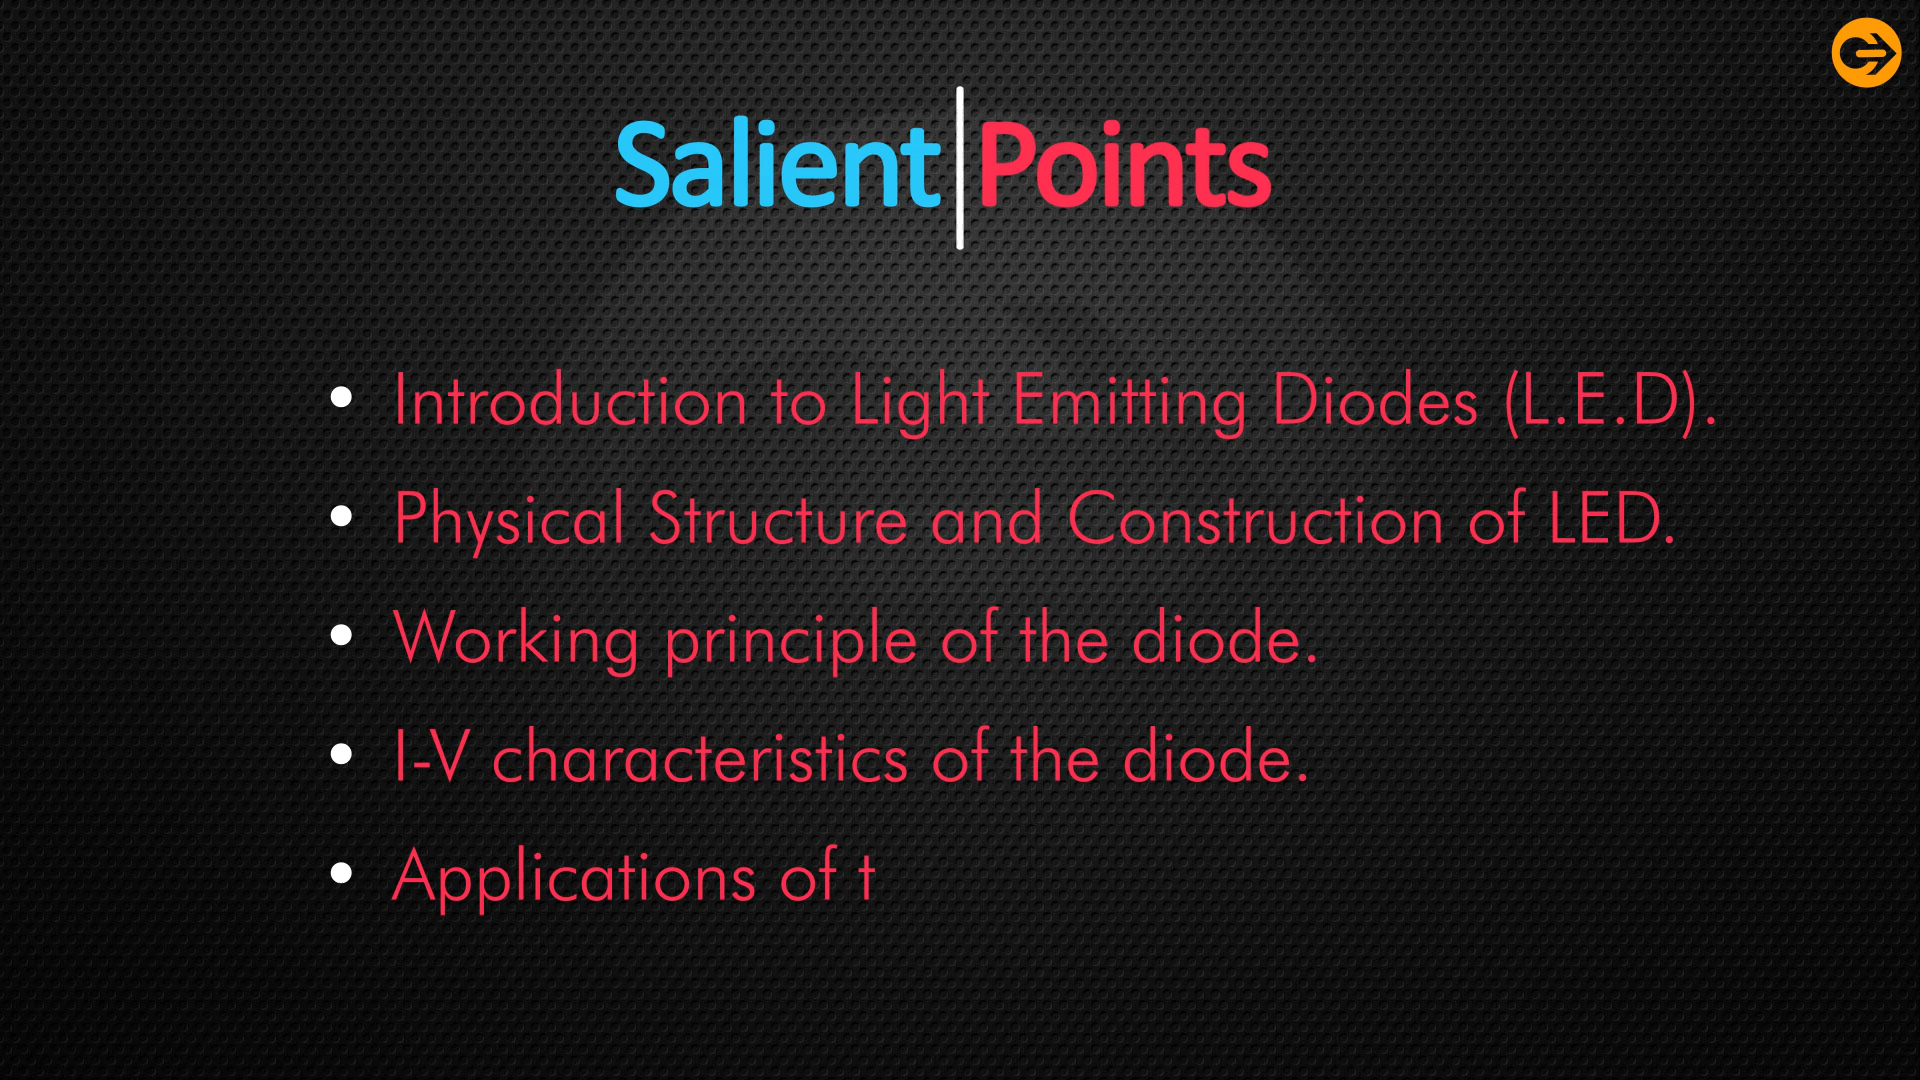 Salient Points
• Introduction to Light Emitting Diodes (L.E.D).
• Physical Structure and Construction of LED.
• Working principle of the diode.
• I-V characteristics of the diode.
• Applications of t